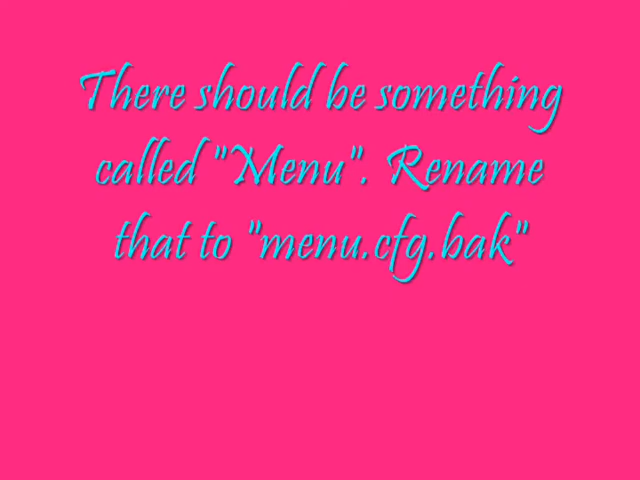 There should be something
called "Menu". Rename
that to "menu.cfg.bak"